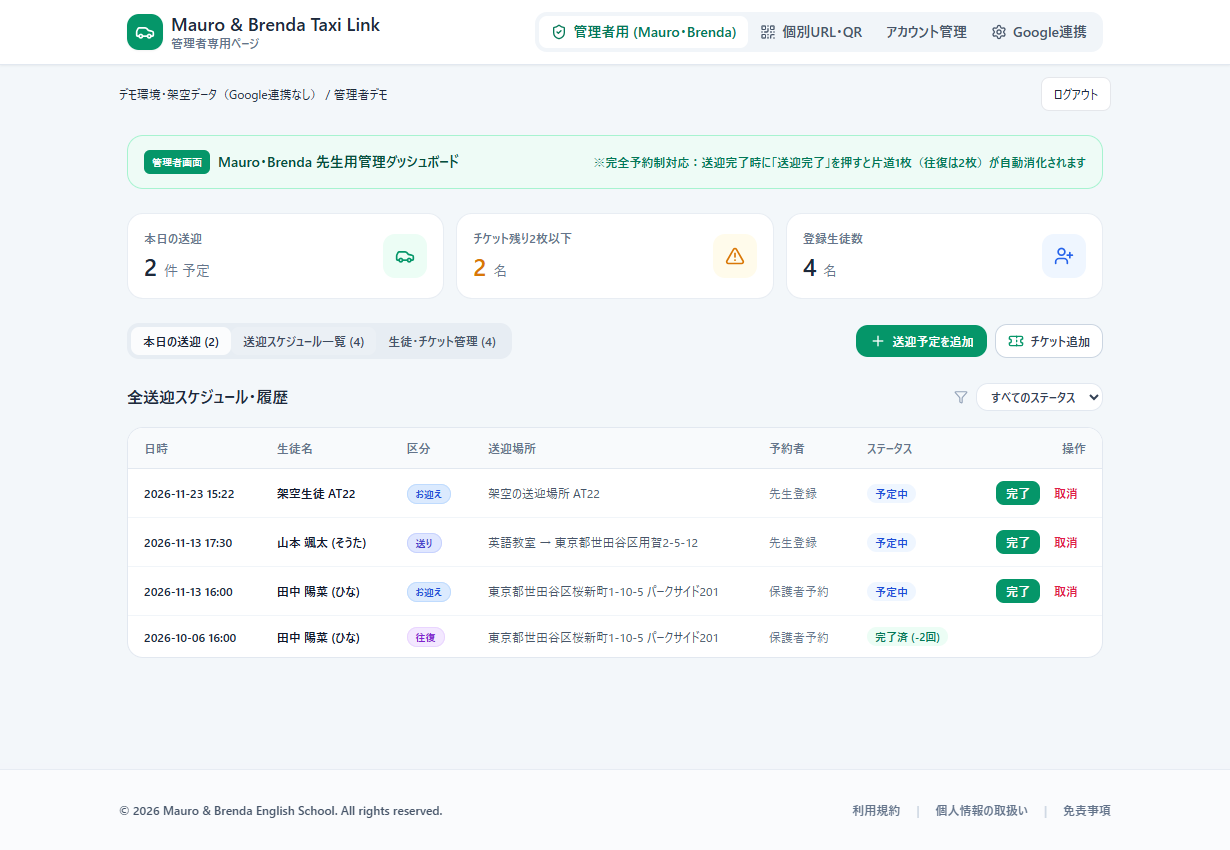 Mauro & Brenda Taxi Link
管理者専用ページ
管理者用 (Mauro・Brenda)
個別URL・QR
アカウント管理
Google連携
デモ環境・架空データ（Google連携なし） / 管理者デモ
ログアウト
管理者画面
Mauro・Brenda 先生用管理ダッシュボード
※完全予約制対応：送迎完了時に「送迎完了」を押すと片道1枚（往復は2枚）が自動消化されます
本日の送迎
2 件 予定
チケット残り2枚以下
2 名
登録生徒数
4 名
本日の送迎 (2)
送迎スケジュール一覧 (4)
生徒・チケット管理 (4)
送迎予定を追加
チケット追加
全送迎スケジュール・履歴
すべてのステータス
日時 生徒名 区分 送迎場所 予約者 ステータス 操作
2026-11-23 15:22 架空生徒 AT22 お迎え 架空の送迎場所 AT22 先生登録 予定中 完了 取消
2026-11-13 17:30 山本 颯太 (そうた) 送り 英語教室 → 東京都世田谷区用賀2-5-12 先生登録 予定中 完了 取消
2026-11-13 16:00 田中 陽菜 (ひな) お迎え 東京都世田谷区桜新町1-10-5 パークサイド201 保護者予約 予定中 完了 取消
2026-10-06 16:00 田中 陽菜 (ひな) 往復 東京都世田谷区桜新町1-10-5 パークサイド201 保護者予約 完了済 (-2回)
© 2026 Mauro & Brenda English School. All rights reserved.
利用規約 | 個人情報の取扱い | 免責事項